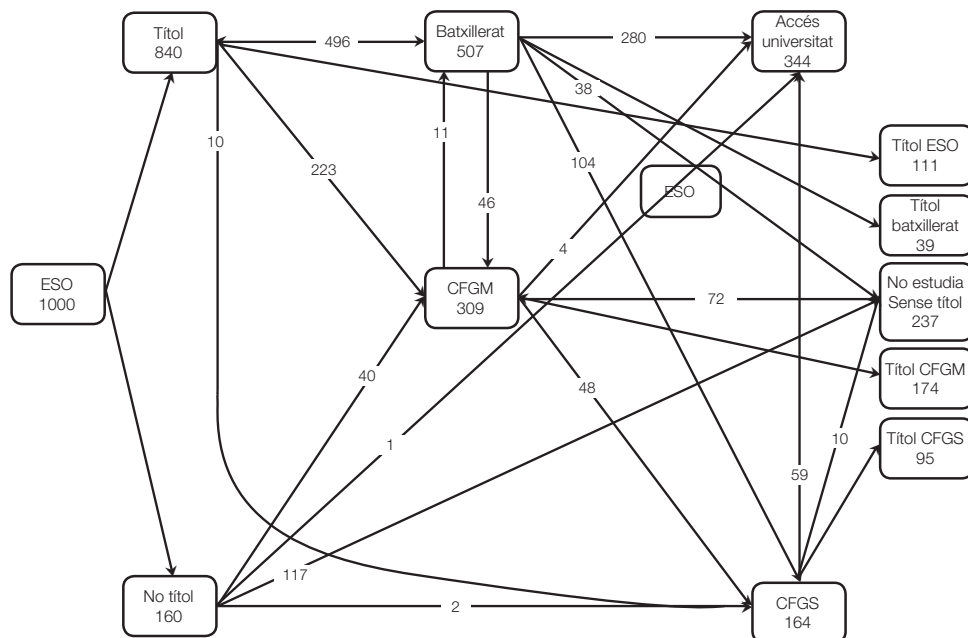 Títol
840
496
Batxillerat
507
280
Accés
universitat
344
38
10
11
104
Títol ESO
111
223
ESO
46
Títol
batxillerat
39
4
ESO
1000
CFGM
309
72
No estudia
Sense títol
237
40
48
Títol CFGM
174
1
10
Títol CFGS
95
59
117
No títol
160
2
CFGS
164